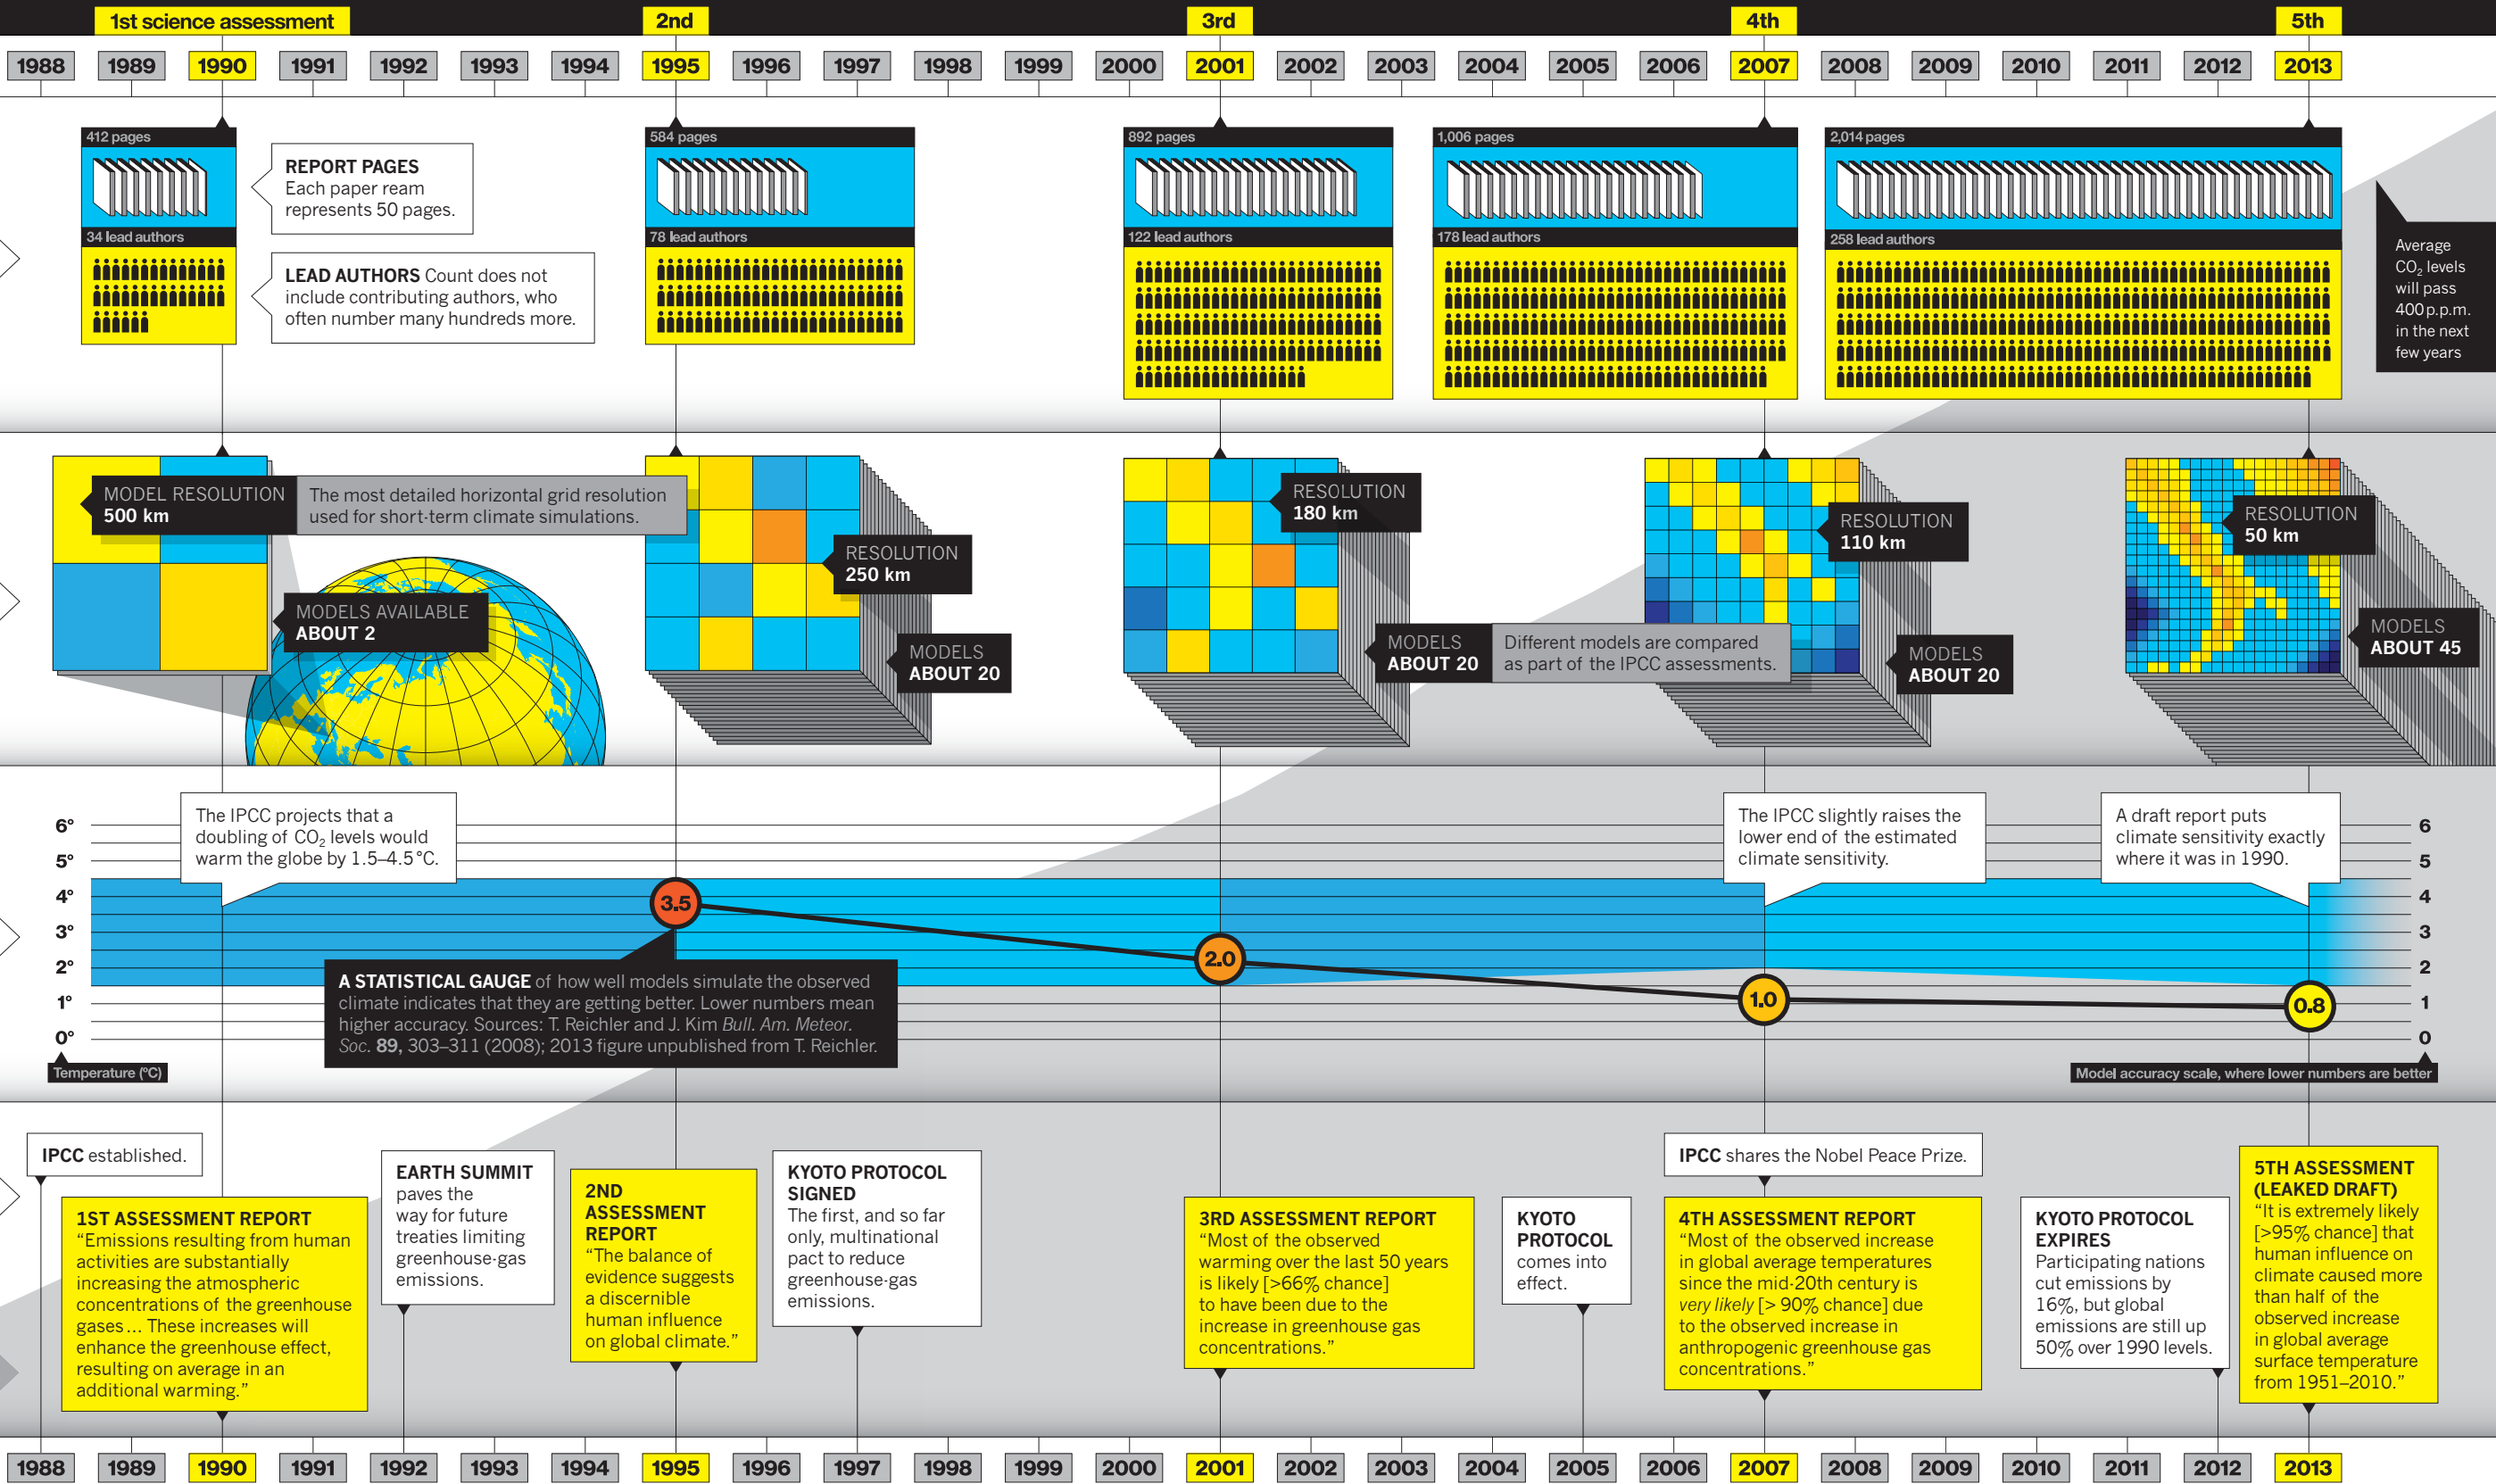 1st science assessment
2nd
3rd
4th
5th
1988
1989
1990
1991
1992
1993
1994
1995
1996
1997
1998
1999
2000
2001
2002
2003
2004
2005
2006
2007
2008
2009
2010
2011
2012
2013
412 pages
34 lead authors
REPORT PAGES
Each paper ream
represents 50 pages.
LEAD AUTHORS Count does not
include contributing authors, who
often number many hundreds more.
584 pages
78 lead authors
892 pages
122 lead authors
1,006 pages
178 lead authors
2,014 pages
258 lead authors
Average
CO₂ levels
will pass
400 p.p.m.
in the next
few years
MODEL RESOLUTION
500 km
The most detailed horizontal grid resolution
used for short-term climate simulations.
MODELS AVAILABLE
ABOUT 2
RESOLUTION
250 km
MODELS
ABOUT 20
RESOLUTION
180 km
MODELS
ABOUT 20
Different models are compared
as part of the IPCC assessments.
RESOLUTION
110 km
MODELS
ABOUT 20
RESOLUTION
50 km
MODELS
ABOUT 45
6°
5°
4°
3°
2°
1°
0°
Temperature (°C)
The IPCC projects that a
doubling of CO₂ levels would
warm the globe by 1.5–4.5 °C.
3.5
2.0
1.0
0.8
A STATISTICAL GAUGE of how well models simulate the observed
climate indicates that they are getting better. Lower numbers mean
higher accuracy. Sources: T. Reichler and J. Kim Bull. Am. Meteor.
Soc. 89, 303–311 (2008); 2013 figure unpublished from T. Reichler.
The IPCC slightly raises the
lower end of the estimated
climate sensitivity.
A draft report puts
climate sensitivity exactly
where it was in 1990.
6
5
4
3
2
1
0
Model accuracy scale, where lower numbers are better
IPCC established.
1ST ASSESSMENT REPORT
“Emissions resulting from human
activities are substantially
increasing the atmospheric
concentrations of the greenhouse
gases... These increases will
enhance the greenhouse effect,
resulting on average in an
additional warming.”
EARTH SUMMIT
paves the
way for future
treaties limiting
greenhouse-gas
emissions.
2ND
ASSESSMENT
REPORT
“The balance of
evidence suggests
a discernible
human influence
on global climate.”
KYOTO PROTOCOL
SIGNED
The first, and so far
only, multinational
pact to reduce
greenhouse-gas
emissions.
3RD ASSESSMENT REPORT
“Most of the observed
warming over the last 50 years
is likely [>66% chance]
to have been due to the
increase in greenhouse gas
concentrations.”
KYOTO
PROTOCOL
comes into
effect.
IPCC shares the Nobel Peace Prize.
4TH ASSESSMENT REPORT
“Most of the observed increase
in global average temperatures
since the mid-20th century is
very likely [> 90% chance] due
to the observed increase in
anthropogenic greenhouse gas
concentrations.”
KYOTO PROTOCOL
EXPIRES
Participating nations
cut emissions by
16%, but global
emissions are still up
50% over 1990 levels.
5TH ASSESSMENT
(LEAKED DRAFT)
“It is extremely likely
[>95% chance] that
human influence on
climate caused more
than half of the
observed increase
in global average
surface temperature
from 1951–2010.”
1988
1989
1990
1991
1992
1993
1994
1995
1996
1997
1998
1999
2000
2001
2002
2003
2004
2005
2006
2007
2008
2009
2010
2011
2012
2013